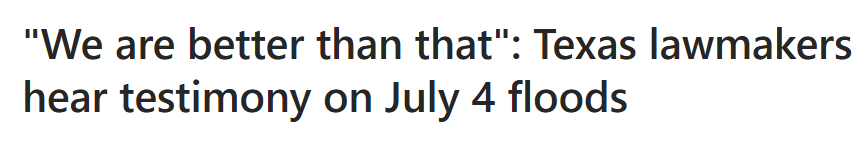 "We are better than that": Texas lawmakers
hear testimony on July 4 floods